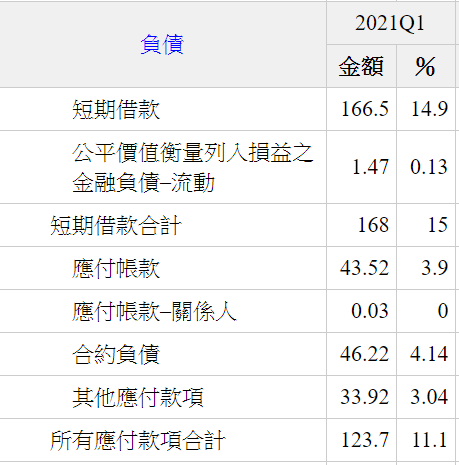 負債
2021Q1
金額 %
短期借款 166.5 14.9
公平價值衡量列入損益之
金融負債–流動 1.47 0.13
短期借款合計 168 15
應付帳款 43.52 3.9
應付帳款–關係人 0.03 0
合約負債 46.22 4.14
其他應付款項 33.92 3.04
所有應付款項合計 123.7 11.1